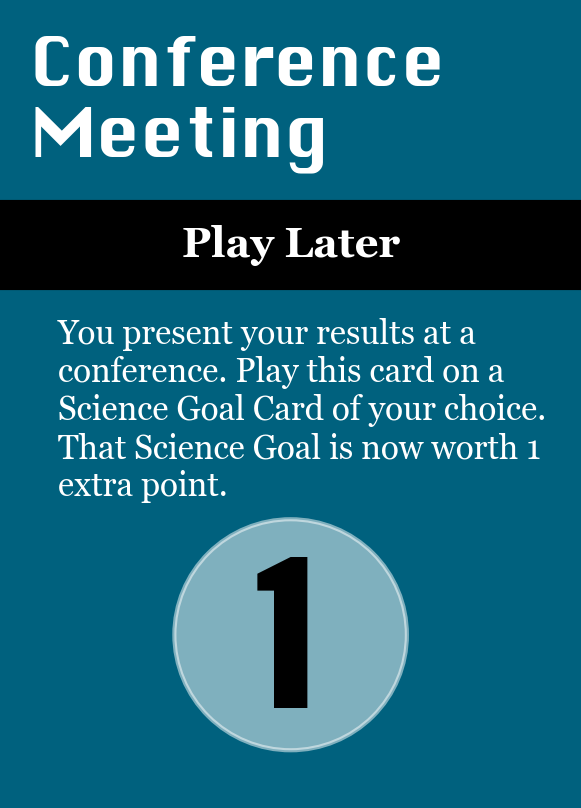 Conference
Meeting
Play Later
You present your results at a
conference. Play this card on a
Science Goal Card of your choice.
That Science Goal is now worth 1
extra point.
1